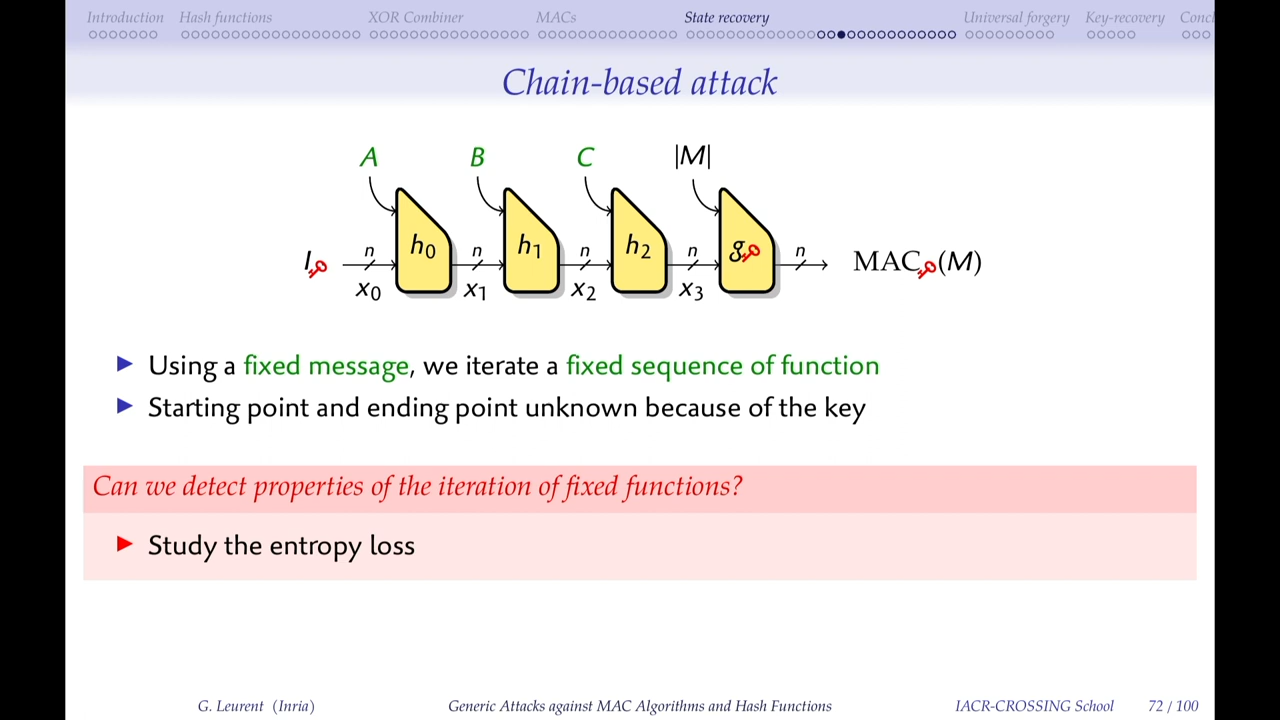 Introduction Hash functions XOR Combiner MACs State recovery Universal forgery Key-recovery Concl
Chain-based attack
A B C |M|
n n n n n
I h0 h1 h2 g MAC (M)
x0 x1 x2 x3
Using a fixed message, we iterate a fixed sequence of function
Starting point and ending point unknown because of the key
Can we detect properties of the iteration of fixed functions?
Study the entropy loss
G. Leurent (Inria) Generic Attacks against MAC Algorithms and Hash Functions IACR-CROSSING School 72 / 100